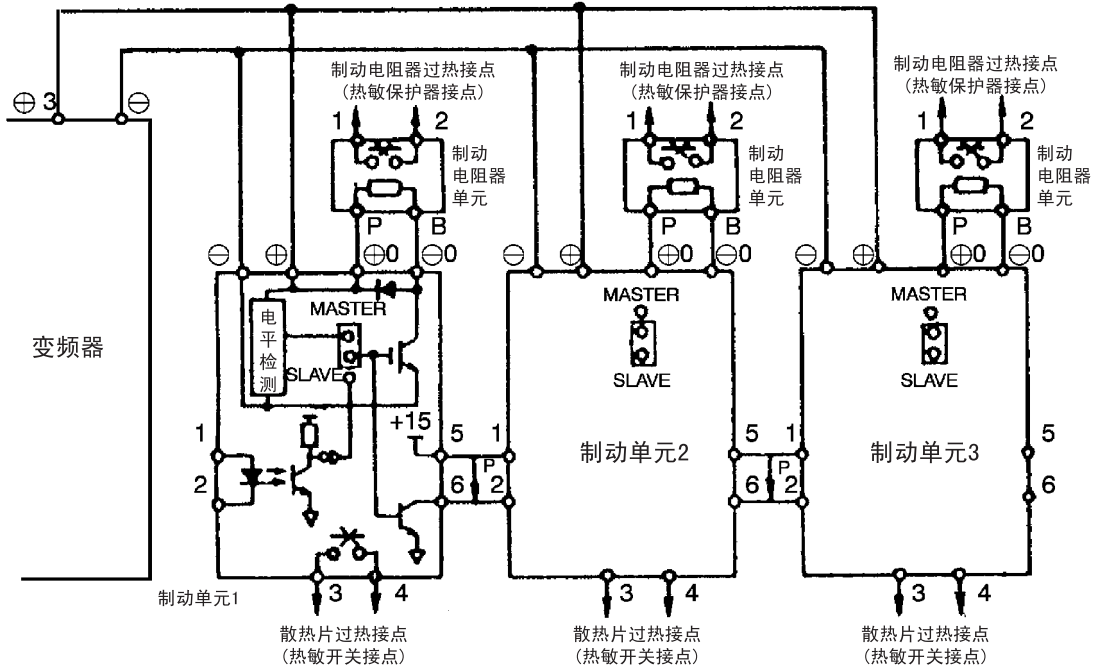 制动电阻器过热接点
(热敏保护器接点)
制动电阻器过热接点
(热敏保护器接点)
制动电阻器过热接点
(热敏保护器接点)
⊕ 3 ⊖
1 2
1 2
1 2
制动
电阻器
单元
制动
电阻器
单元
制动
电阻器
单元
P B
P B
P B
⊖ ⊕ ⊕0 ⊖0
⊖ ⊕ ⊕0 ⊖0
⊖ ⊕ ⊕0 ⊖0
变频器
电平检测
MASTER
SLAVE
MASTER
SLAVE
MASTER
SLAVE
+15
1
2
5
6
P
1
2
制动单元2
5
6
P
1
2
制动单元3
5
6
制动单元1
3 4
3 4
3 4
散热片过热接点
(热敏开关接点)
散热片过热接点
(热敏开关接点)
散热片过热接点
(热敏开关接点)